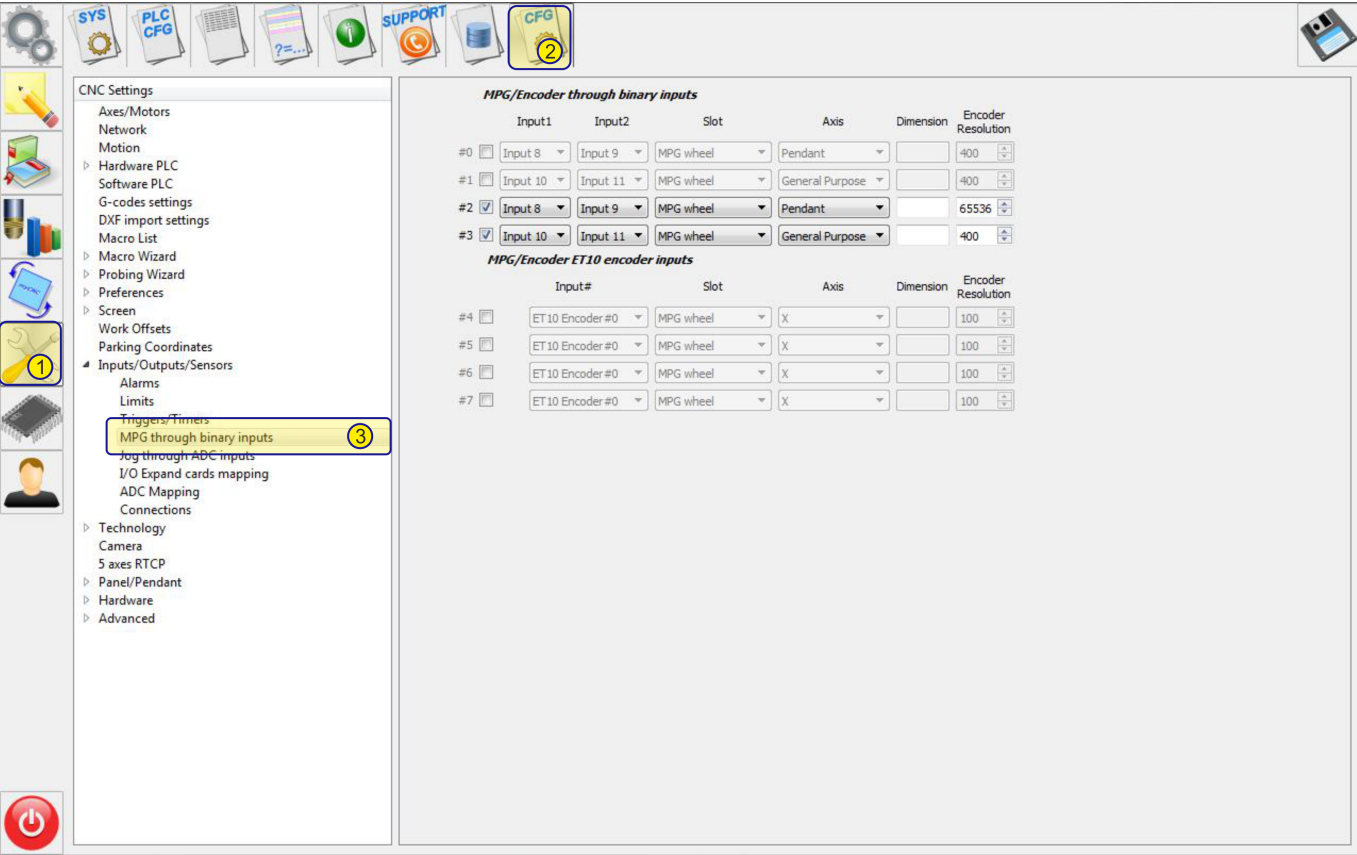 SYS
PLC
CFG
?=...
SUPPORT
CFG
2
CNC Settings
Axes/Motors
Network
Motion
Hardware PLC
Software PLC
G-codes settings
DXF import settings
Macro List
Macro Wizard
Probing Wizard
Preferences
Screen
Work Offsets
Parking Coordinates
Inputs/Outputs/Sensors
Alarms
Limits
Triggers/Timers
MPG through binary inputs
Jog through ADC inputs
I/O Expand cards mapping
ADC Mapping
Connections
Technology
Camera
5 axes RTCP
Panel/Pendant
Hardware
Advanced
1
3
MPG/Encoder through binary inputs
Input1 Input2 Slot Axis Dimension Encoder
Resolution
#0 Input 8 Input 9 MPG wheel Pendant 400
#1 Input 10 Input 11 MPG wheel General Purpose 400
#2 Input 8 Input 9 MPG wheel Pendant 65536
#3 Input 10 Input 11 MPG wheel General Purpose 400
MPG/Encoder ET10 encoder inputs
Input# Slot Axis Dimension Encoder
Resolution
#4 ET10 Encoder #0 MPG wheel X 100
#5 ET10 Encoder #0 MPG wheel X 100
#6 ET10 Encoder #0 MPG wheel X 100
#7 ET10 Encoder #0 MPG wheel X 100